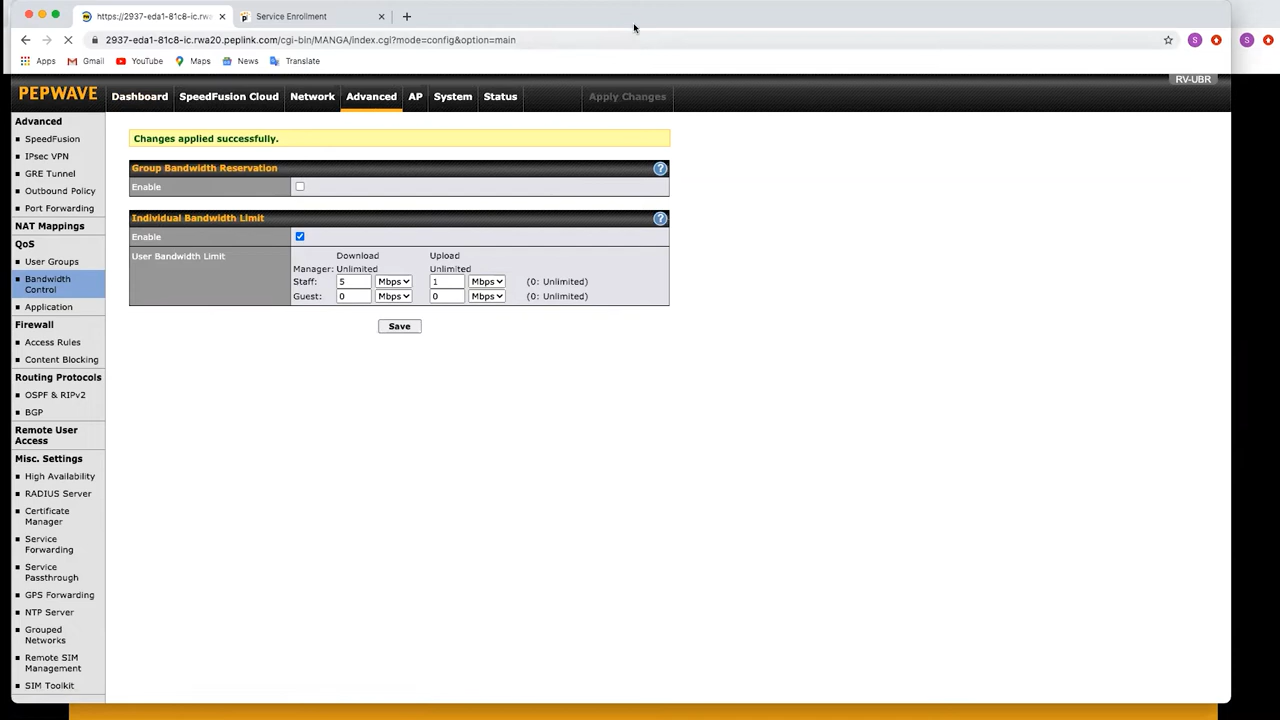 https://2937-eda1-81c8-ic.rwa
Service Enrollment
2937-eda1-81c8-ic.rwa20.peplink.com/cgi-bin/MANGA/index.cgi?mode=config&option=main
S
S
Apps
Gmail
YouTube
Maps
News
Translate
RV-UBR
PEPWAVE
Dashboard
SpeedFusion Cloud
Network
Advanced
AP
System
Status
Apply Changes
Advanced
SpeedFusion
IPsec VPN
GRE Tunnel
Outbound Policy
Port Forwarding
NAT Mappings
QoS
User Groups
Bandwidth
Control
Application
Firewall
Access Rules
Content Blocking
Routing Protocols
OSPF & RIPv2
BGP
Remote User
Access
Misc. Settings
High Availability
RADIUS Server
Certificate
Manager
Service
Forwarding
Service
Passthrough
GPS Forwarding
NTP Server
Grouped
Networks
Remote SIM
Management
SIM Toolkit
Changes applied successfully.
Group Bandwidth Reservation
?
Enable
Individual Bandwidth Limit
?
Enable
User Bandwidth Limit
Download Upload
Manager: Unlimited Unlimited
Staff: 5 Mbps 1 Mbps (0: Unlimited)
Guest: 0 Mbps 0 Mbps (0: Unlimited)
Save